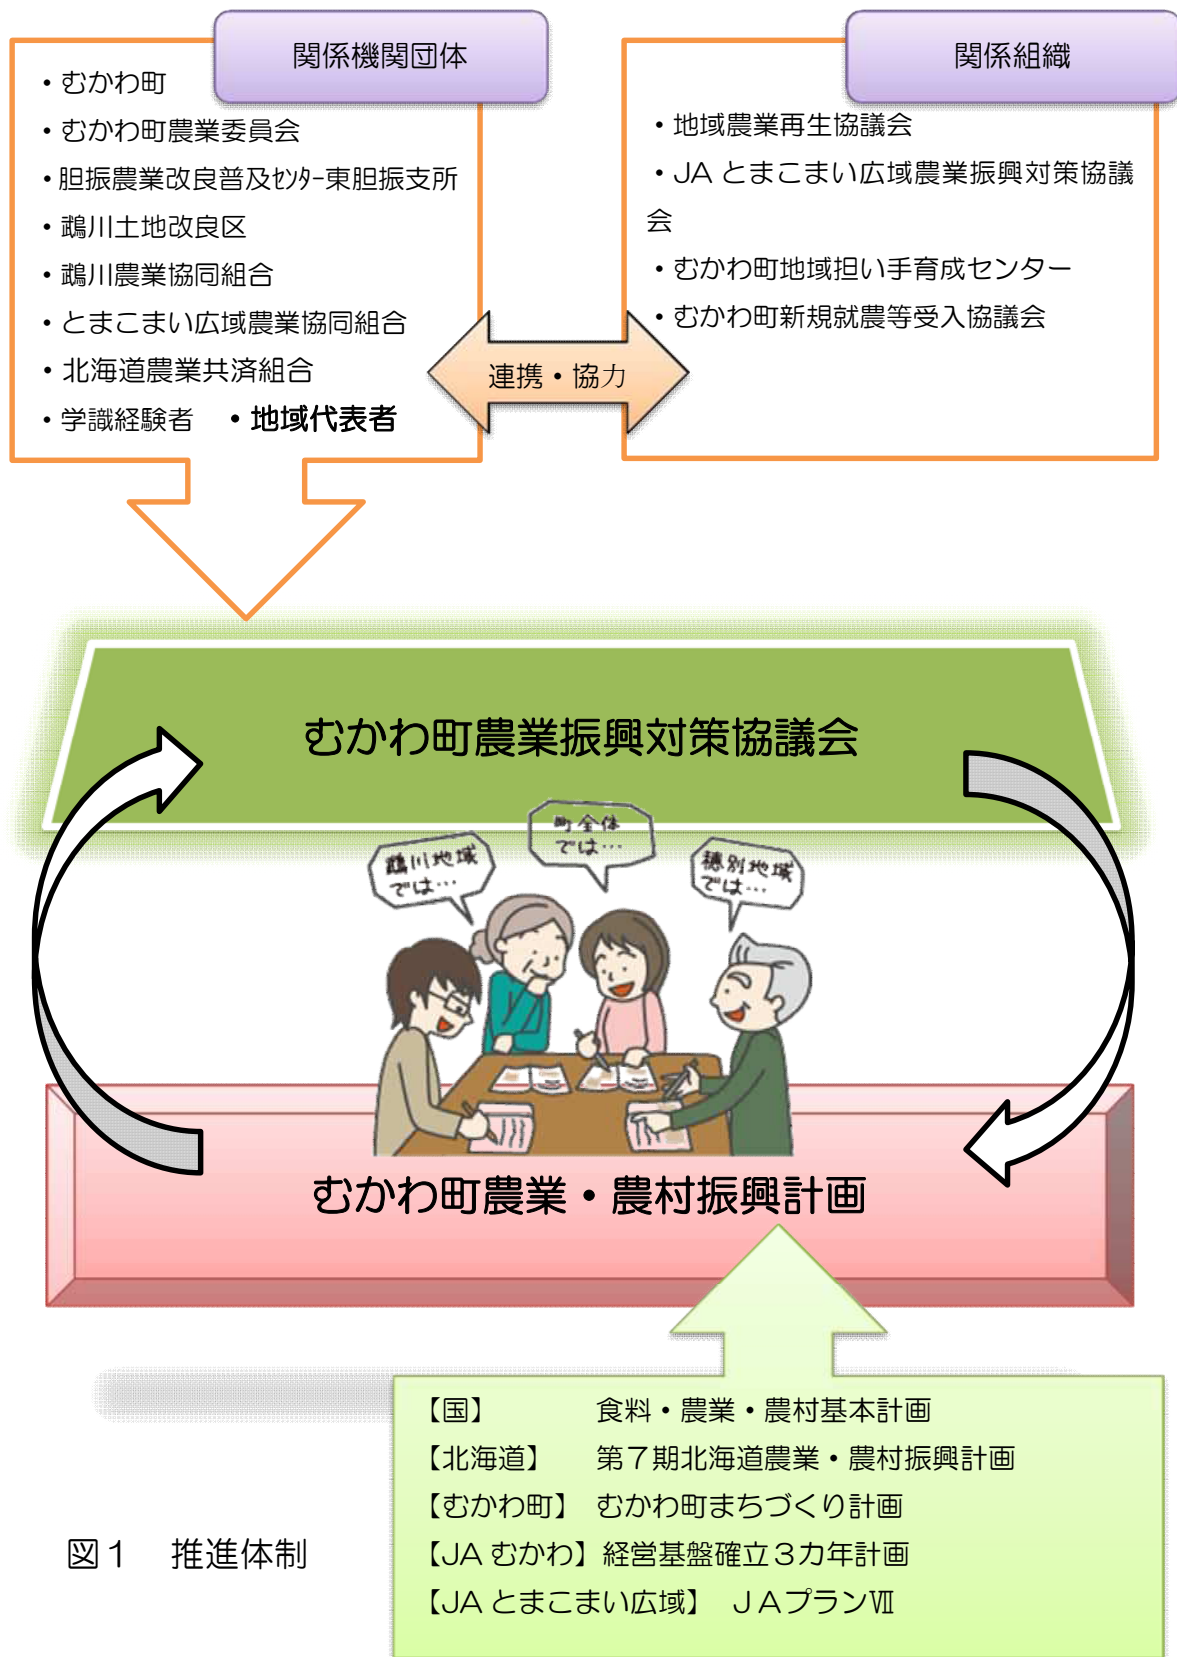 関係機関団体
・むかわ町
・むかわ町農業委員会
・胆振農業改良普及ｾﾝﾀｰ東胆振支所
・鵡川土地改良区
・鵡川農業協同組合
・とまこまい広域農業協同組合
・北海道農業共済組合
・学識経験者　・地域代表者
関係組織
・地域農業再生協議会
・JA とまこまい広域農業振興対策協議
会
・むかわ町地域担い手育成センター
・むかわ町新規就農等受入協議会
連携・協力
むかわ町農業振興対策協議会
鵡川地域
では…
町全体
では…
穂別地域
では…
むかわ町農業・農村振興計画
【国】　食料・農業・農村基本計画
【北海道】　第７期北海道農業・農村振興計画
【むかわ町】　むかわ町まちづくり計画
【JA むかわ】経営基盤確立３カ年計画
【JA とまこまい広域】　ＪＡプランⅦ
図１　推進体制